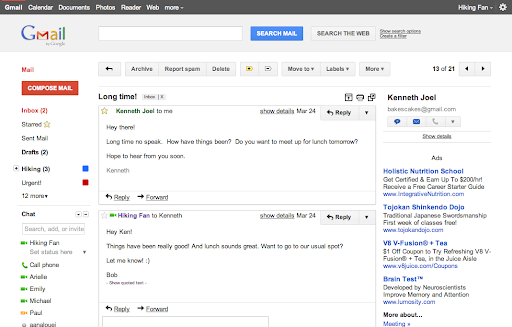 Gmail Calendar Documents Photos Reader Web more Hiking Fan
Gmail
by Google
SEARCH MAIL SEARCH THE WEB
Show search options
Create a filter
Mail
COMPOSE MAIL
Inbox (2)
Starred
Sent Mail
Drafts (2)
Hiking (3)
Urgent!
12 more
Chat
Search, add, or invite
Hiking Fan
Set status here
Call phone
Arielle
Emily
Michael
Paul
aanalouei
Archive Report spam Delete Move to Labels More 13 of 21
Long time! Inbox x
Kenneth Joel to me show details Mar 24 Reply
Hey there!
Long time no speak. How have things been? Do you want to meet up for lunch tomorrow?
Hope to hear from you soon.
Kenneth
Reply Forward
Hiking Fan to Kenneth show details Mar 24 Reply
Hey Ken!
Things have been really good! And lunch sounds great. Want to go to our usual spot?
Let me know! :)
Bob
- Show quoted text -
Reply Forward
Kenneth Joel
bakescakes@gmail.com
Show details
Ads
Holistic Nutrition School
Get Certified & Earn Up To $200/hr!
Receive a Free Career Starter Guide
www.IntegrativeNutrition.com
Tojokan Shinkendo Dojo
Traditional Japanese Swordsmanship
First week of classes free!
www.tojokandojo.com
V8 V-Fusion® + Tea
$1 Off Coupon to Try Refreshing V8 V-
Fusion® + Tea, in the Juice Aisle
www.v8juice.com/Coupons
Brain Test™
Developed by Neuroscientists
Improve Memory and Attention
www.lumosity.com
More about...
Meeting »